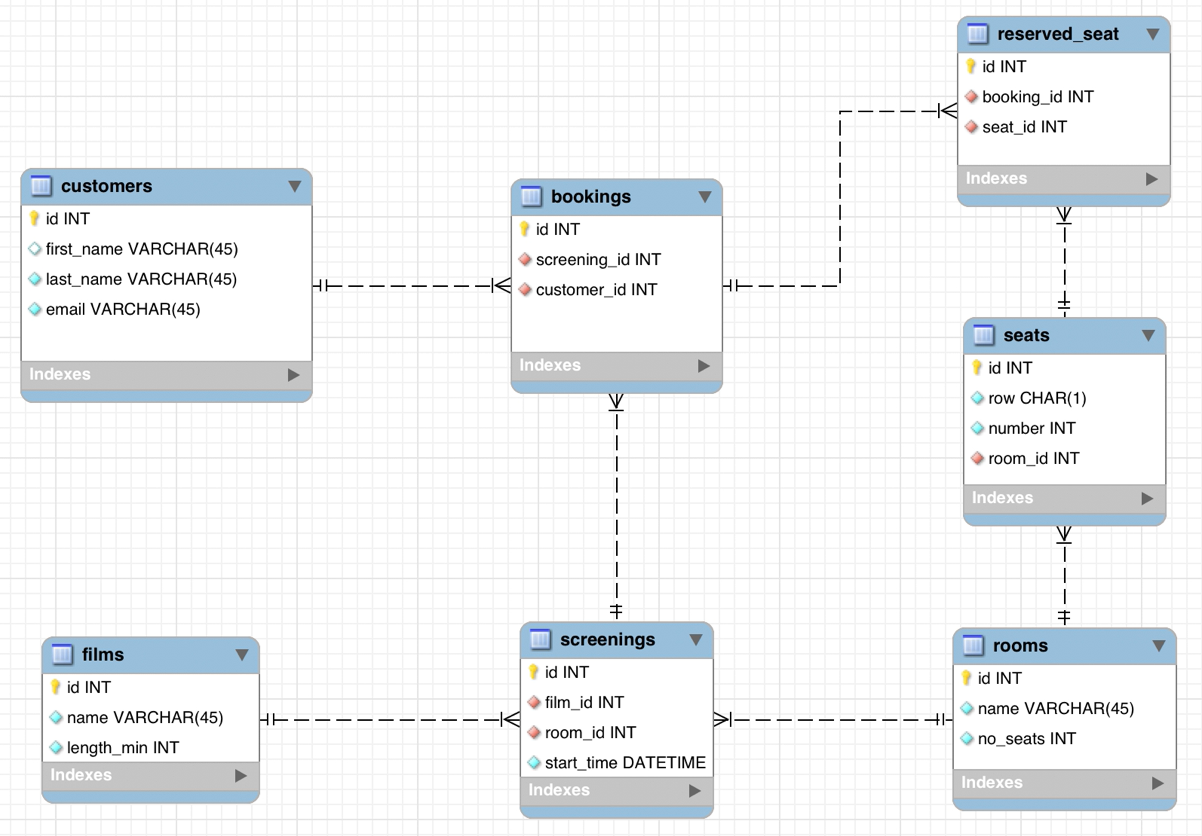 reserved_seat
id INT
booking_id INT
seat_id INT
Indexes
customers
id INT
first_name VARCHAR(45)
last_name VARCHAR(45)
email VARCHAR(45)
Indexes
bookings
id INT
screening_id INT
customer_id INT
Indexes
seats
id INT
row CHAR(1)
number INT
room_id INT
Indexes
films
id INT
name VARCHAR(45)
length_min INT
Indexes
screenings
id INT
film_id INT
room_id INT
start_time DATETIME
Indexes
rooms
id INT
name VARCHAR(45)
no_seats INT
Indexes